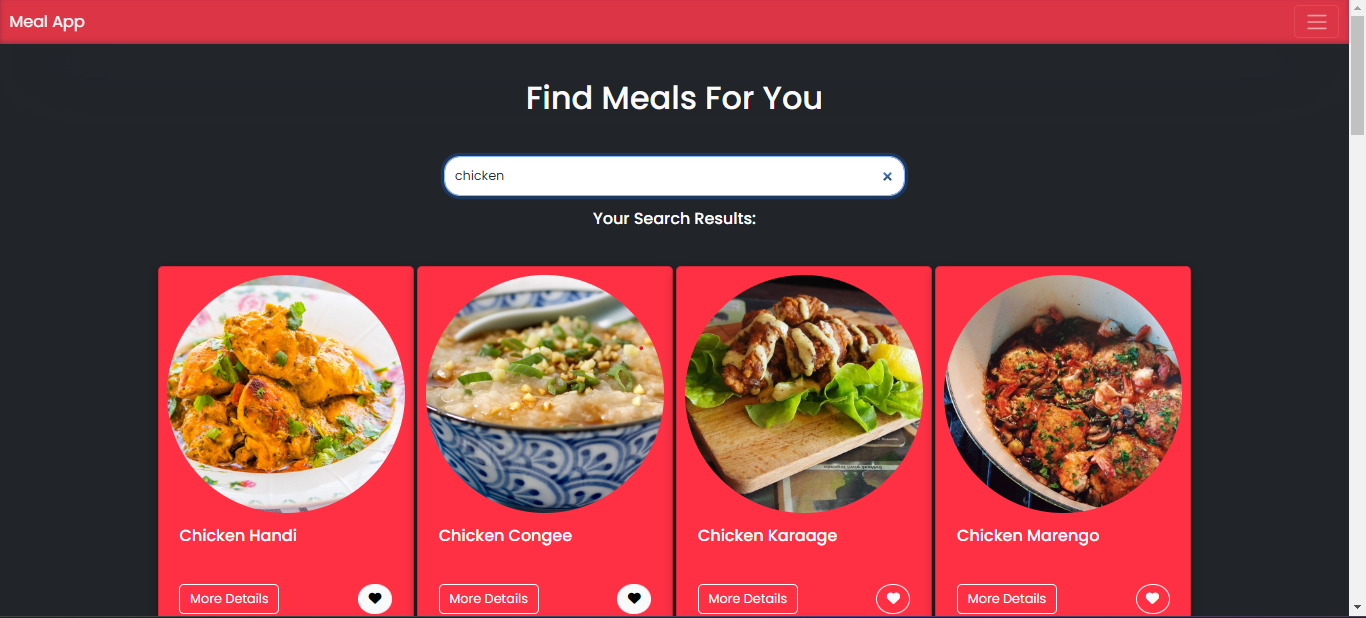 Meal App
Find Meals For You
chicken
Your Search Results:
Chicken Handi
Chicken Congee
Chicken Karaage
Chicken Marengo
More Details
More Details
More Details
More Details